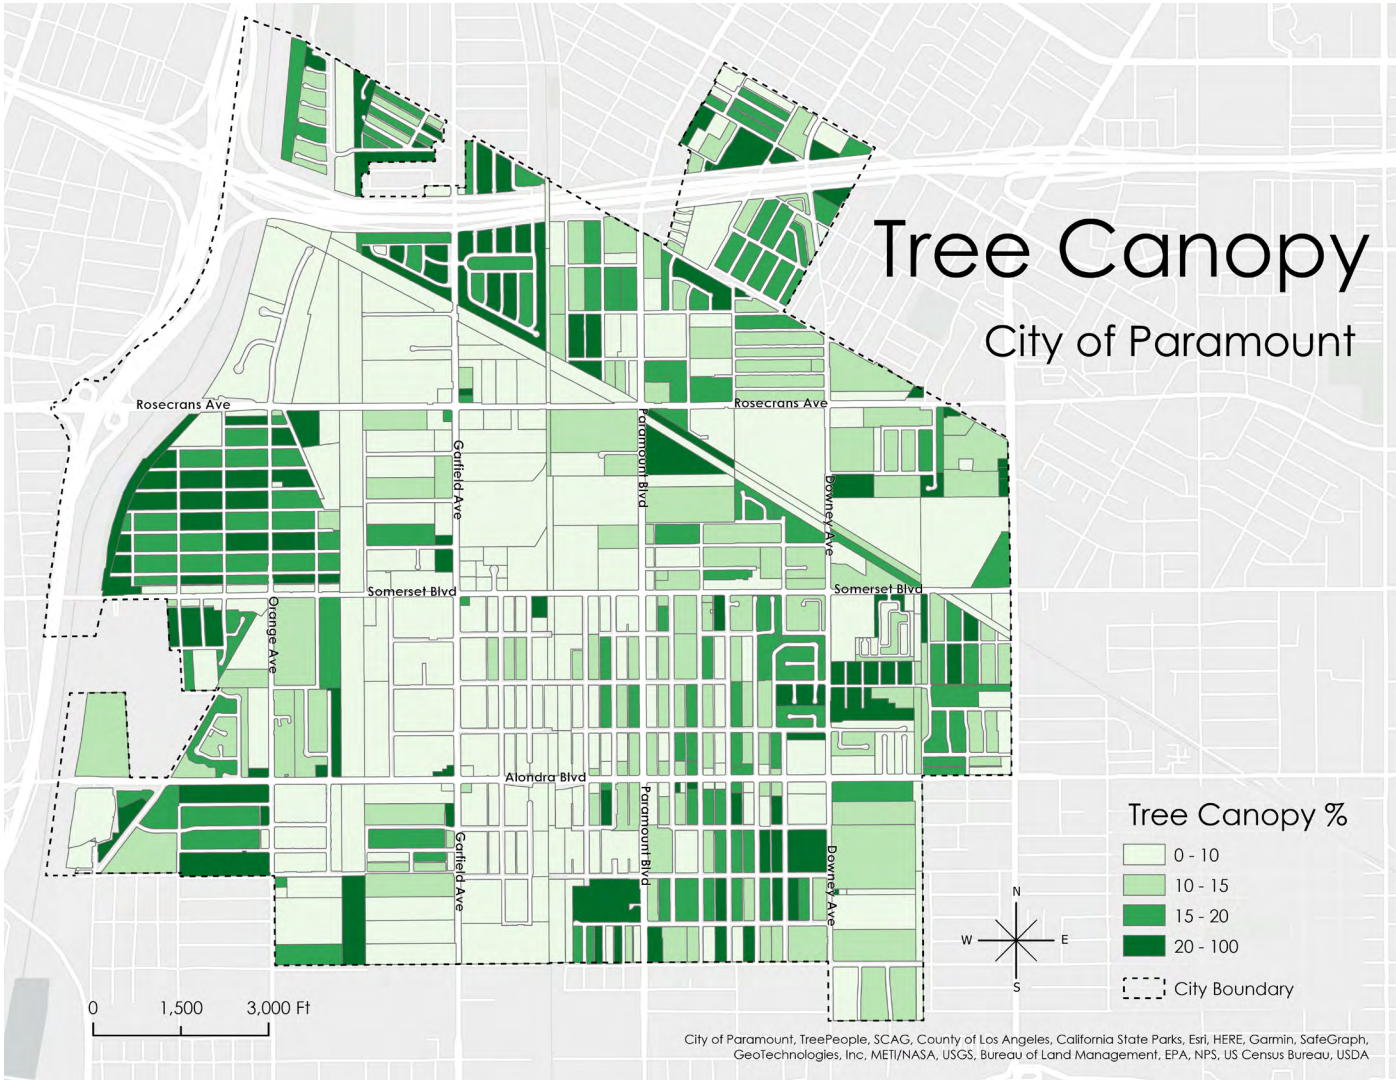 Tree Canopy
City of Paramount
Rosecrans Ave
Rosecrans Ave
Paramount Blvd
Garfield Ave
Downey Ave
Somerset Blvd
Somerset Blvd
Orange Ave
Alondra Blvd
Paramount Blvd
Garfield Ave
Downey Ave
Tree Canopy %
0 - 10
10 - 15
15 - 20
20 - 100
City Boundary
N
W E
S
0 1,500 3,000 Ft
City of Paramount, TreePeople, SCAG, County of Los Angeles, California State Parks, Esri, HERE, Garmin, SafeGraph,
GeoTechnologies, Inc, METI/NASA, USGS, Bureau of Land Management, EPA, NPS, US Census Bureau, USDA